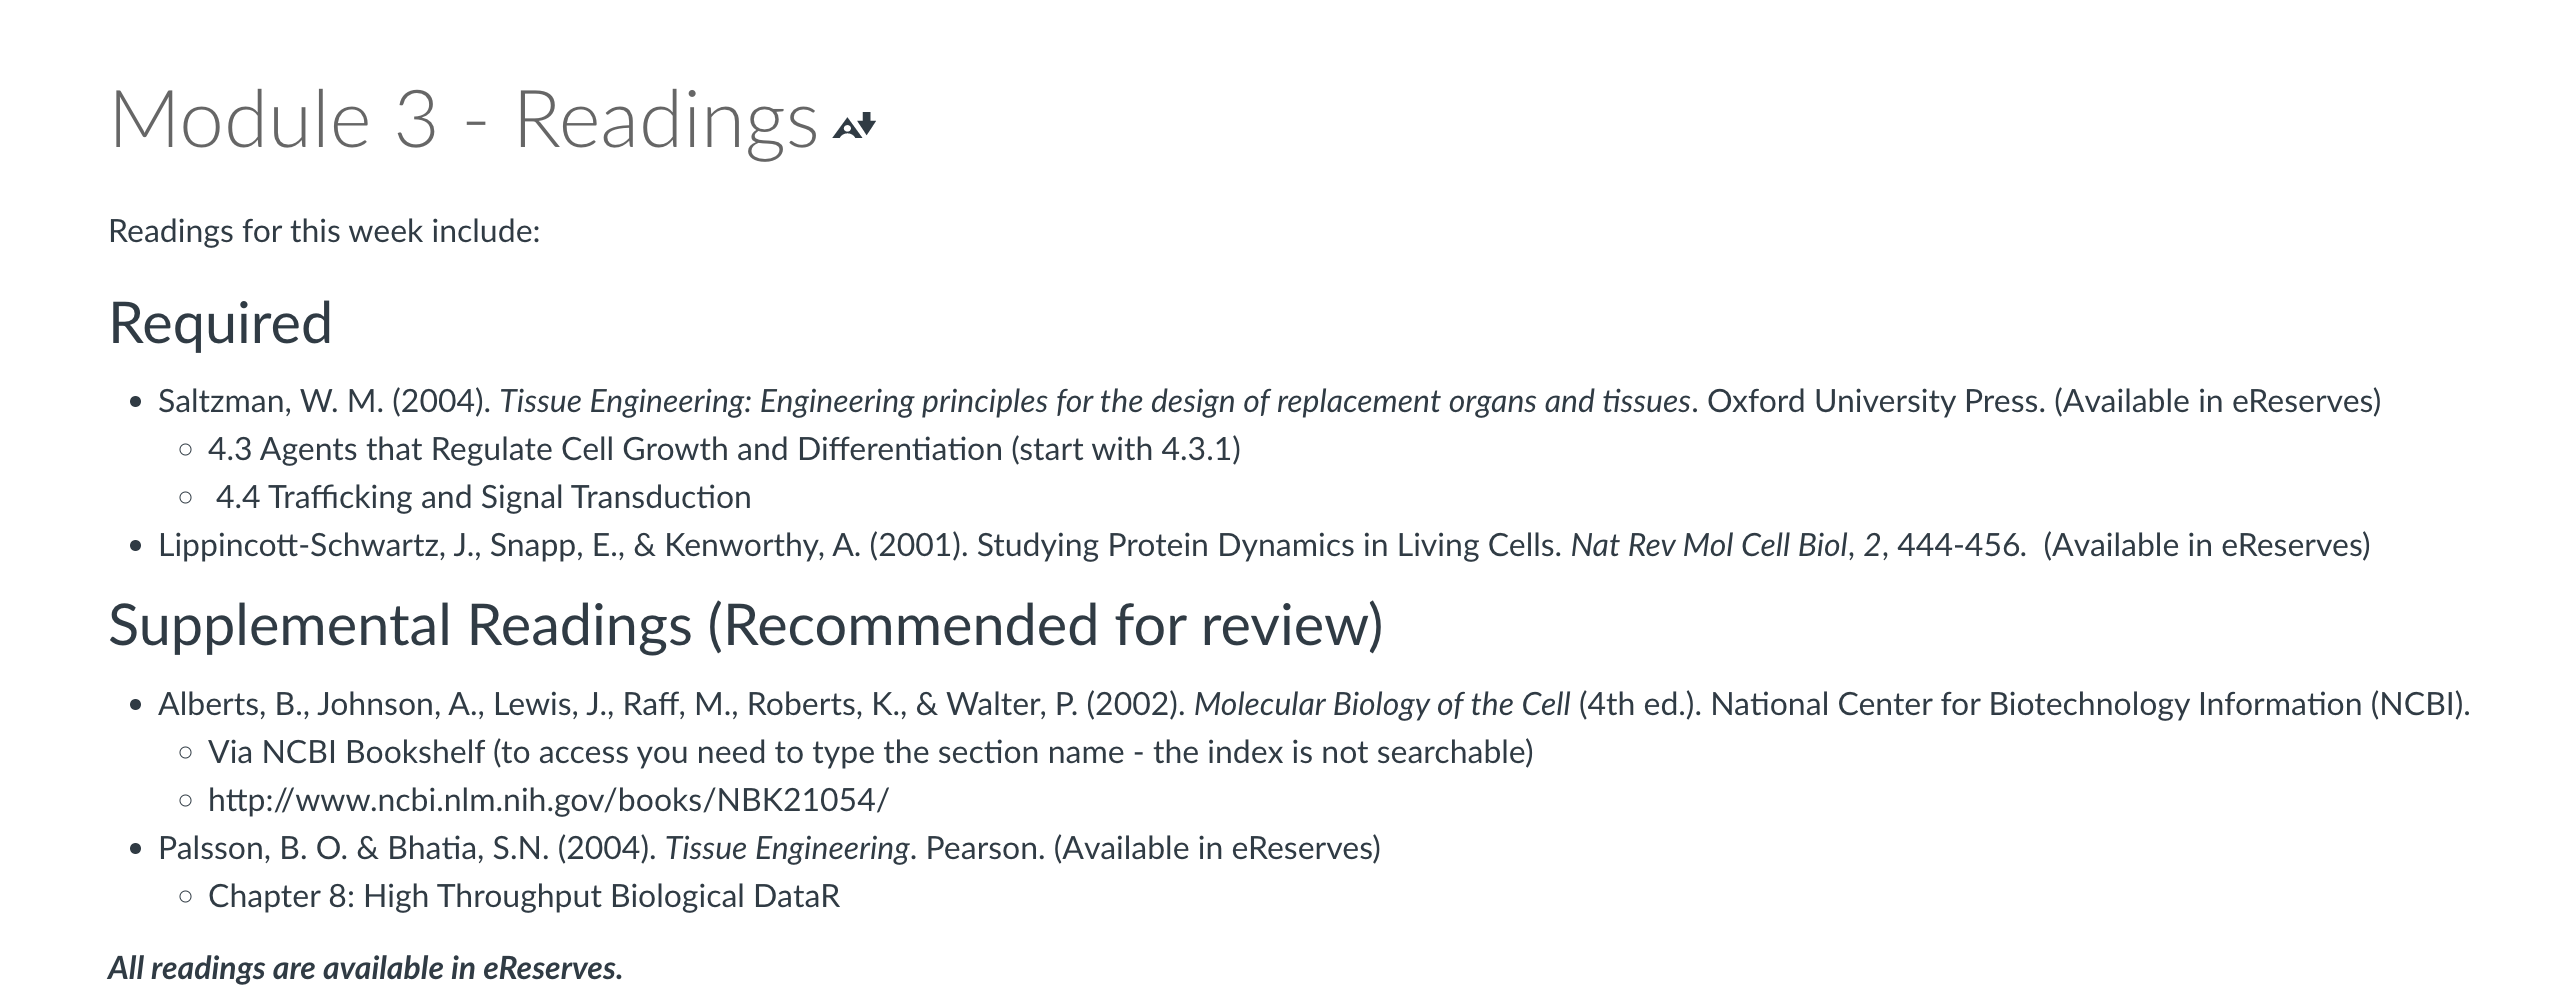 Module 3 - Readings
Readings for this week include:
Required
Saltzman, W. M. (2004). Tissue Engineering: Engineering principles for the design of replacement organs and tissues. Oxford University Press. (Available in eReserves)
4.3 Agents that Regulate Cell Growth and Differentiation (start with 4.3.1)
4.4 Trafficking and Signal Transduction
Lippincott-Schwartz, J., Snapp, E., & Kenworthy, A. (2001). Studying Protein Dynamics in Living Cells. Nat Rev Mol Cell Biol, 2, 444-456. (Available in eReserves)
Supplemental Readings (Recommended for review)
Alberts, B., Johnson, A., Lewis, J., Raff, M., Roberts, K., & Walter, P. (2002). Molecular Biology of the Cell (4th ed.). National Center for Biotechnology Information (NCBI).
Via NCBI Bookshelf (to access you need to type the section name - the index is not searchable)
http://www.ncbi.nlm.nih.gov/books/NBK21054/
Palsson, B. O. & Bhatia, S.N. (2004). Tissue Engineering. Pearson. (Available in eReserves)
Chapter 8: High Throughput Biological DataR
All readings are available in eReserves.